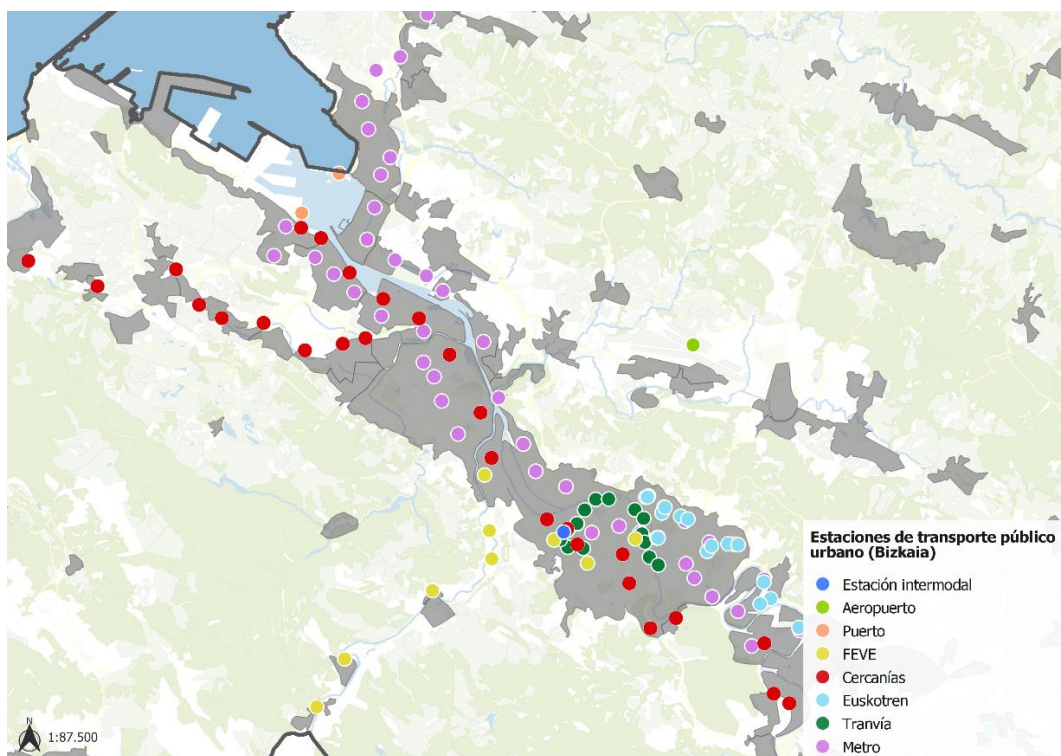 Estaciones de transporte público
urbano (Bizkaia)
Estación intermodal
Aeropuerto
Puerto
FEVE
Cercanías
Euskotren
Tranvía
Metro
N
1:87.500